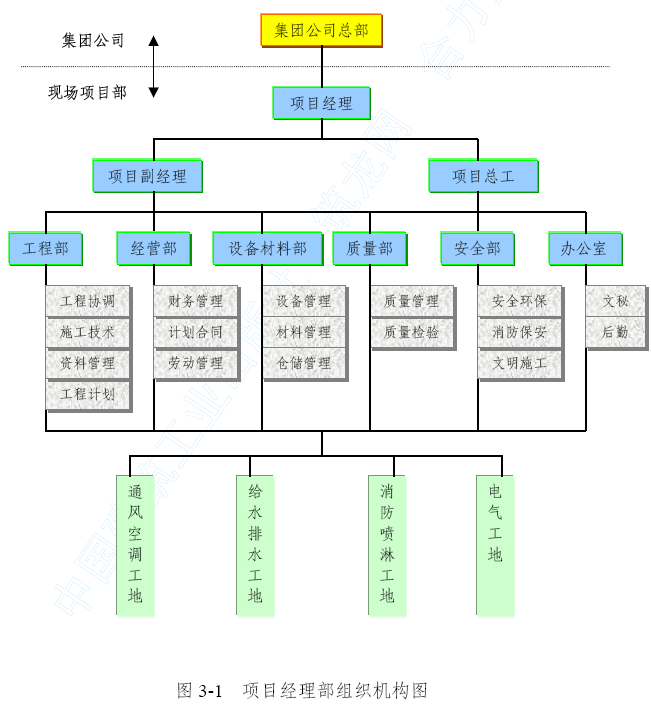 集团公司总部
集团公司
现场项目部
项目经理
项目副经理
项目总工
工程部
经营部
设备材料部
质量部
安全部
办公室
工程协调
财务管理
设备管理
质量管理
安全环保
文秘
施工技术
计划合同
材料管理
质量检验
消防保安
后勤
资料管理
劳动管理
仓储管理
文明施工
工程计划
通风空调工地
给水排水工地
消防喷淋工地
电气工地
图 3-1 项目经理部组织机构图